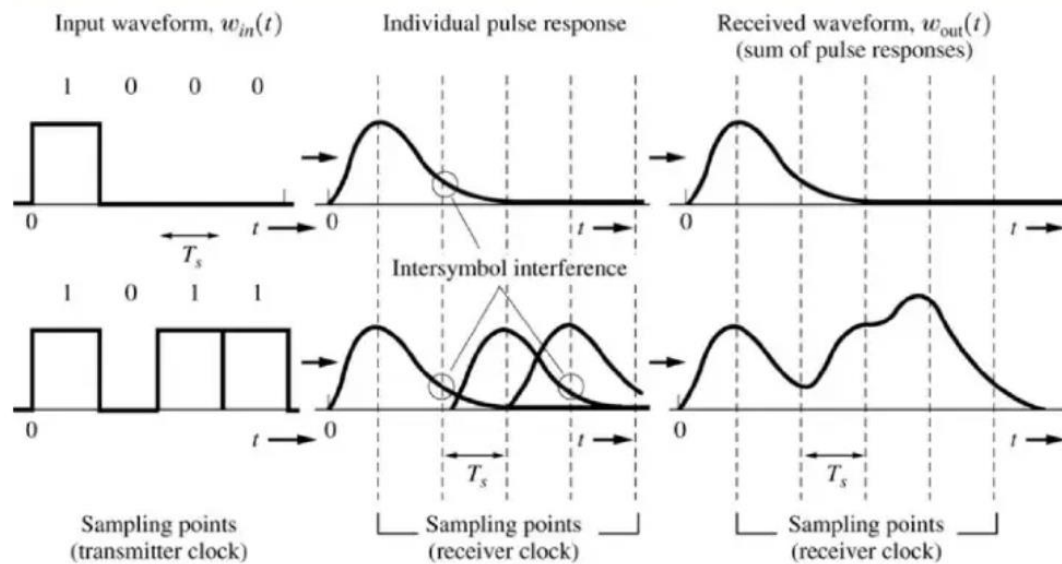 Input waveform, w_in(t)
Individual pulse response
Received waveform, w_out(t)
(sum of pulse responses)
1 0 0 0
0
T_s
t
0
t
0
t
Intersymbol interference
1 0 1 1
0
t
0
T_s
t
0
T_s
t
Sampling points
(transmitter clock)
Sampling points
(receiver clock)
Sampling points
(receiver clock)